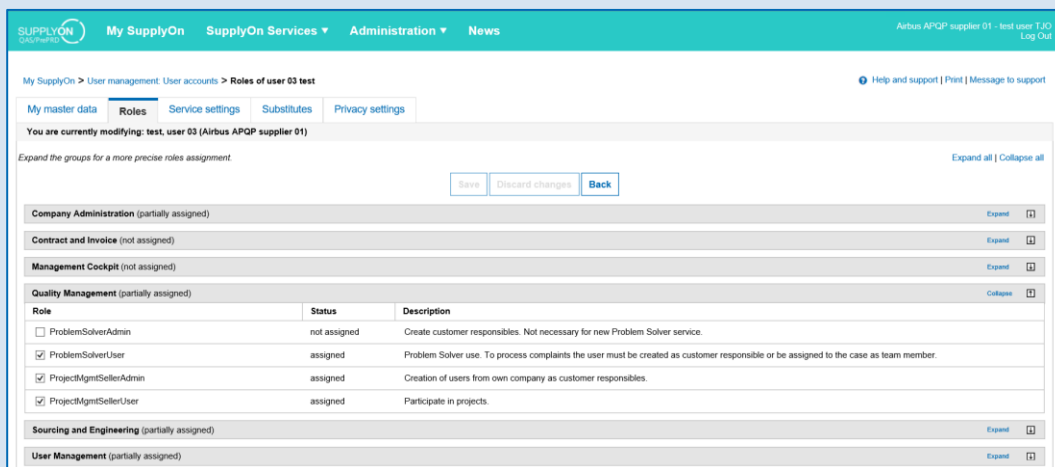 SUPPLYON
QAS/PrePRD
My SupplyOn SupplyOn Services ▼ Administration ▼ News
Airbus APQP supplier 01 - test user TJO
Log Out
My SupplyOn > User management: User accounts > Roles of user 03 test
Help and support | Print | Message to support
My master data Roles Service settings Substitutes Privacy settings
You are currently modifying: test, user 03 (Airbus APQP supplier 01)
Expand the groups for a more precise roles assignment.
Expand all | Collapse all
Save Discard changes Back
Company Administration (partially assigned) Expand
Contract and Invoice (not assigned) Expand
Management Cockpit (not assigned) Expand
Quality Management (partially assigned) Collapse
Role Status Description
ProblemSolverAdmin not assigned Create customer responsibles. Not necessary for new Problem Solver service.
ProblemSolverUser assigned Problem Solver use. To process complaints the user must be created as customer responsible or be assigned to the case as team member.
ProjectMgmtSellerAdmin assigned Creation of users from own company as customer responsibles.
ProjectMgmtSellerUser assigned Participate in projects.
Sourcing and Engineering (partially assigned) Expand
User Management (partially assigned) Expand